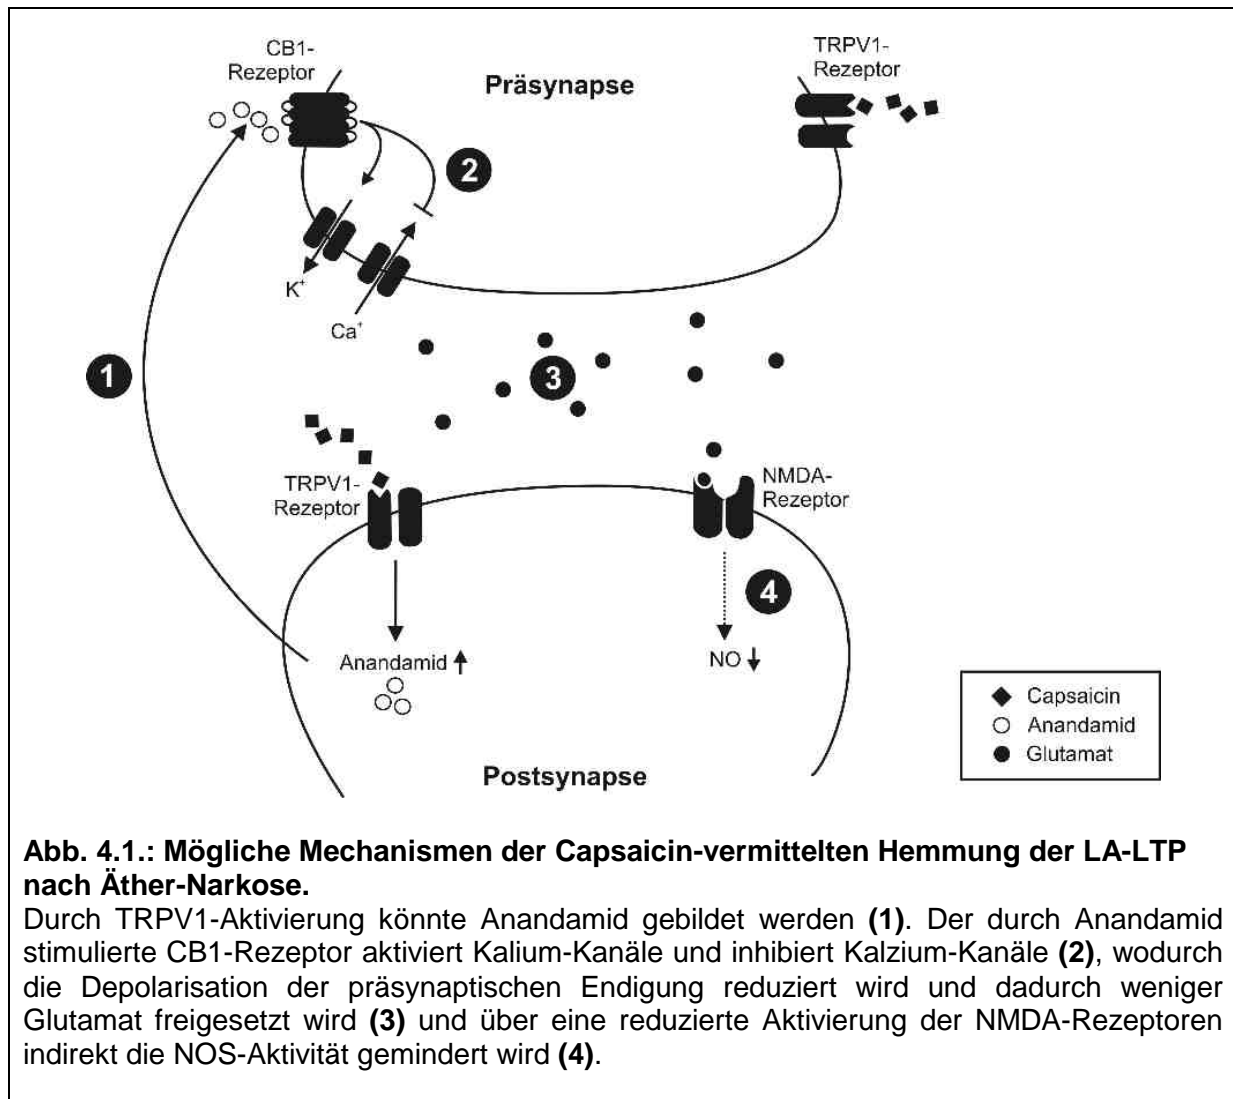 CB1-
Rezeptor
Präsynapse
TRPV1-
Rezeptor
2
K+
Ca+
1
3
TRPV1-
Rezeptor
NMDA-
Rezeptor
4
Anandamid
NO
Capsaicin
Anandamid
Glutamat
Postsynapse
Abb. 4.1.: Mögliche Mechanismen der Capsaicin-vermittelten Hemmung der LA-LTP
nach Äther-Narkose.
Durch TRPV1-Aktivierung könnte Anandamid gebildet werden (1). Der durch Anandamid
stimulierte CB1-Rezeptor aktiviert Kalium-Kanäle und inhibiert Kalzium-Kanäle (2), wodurch
die Depolarisation der präsynaptischen Endigung reduziert wird und dadurch weniger
Glutamat freigesetzt wird (3) und über eine reduzierte Aktivierung der NMDA-Rezeptoren
indirekt die NOS-Aktivität gemindert wird (4).